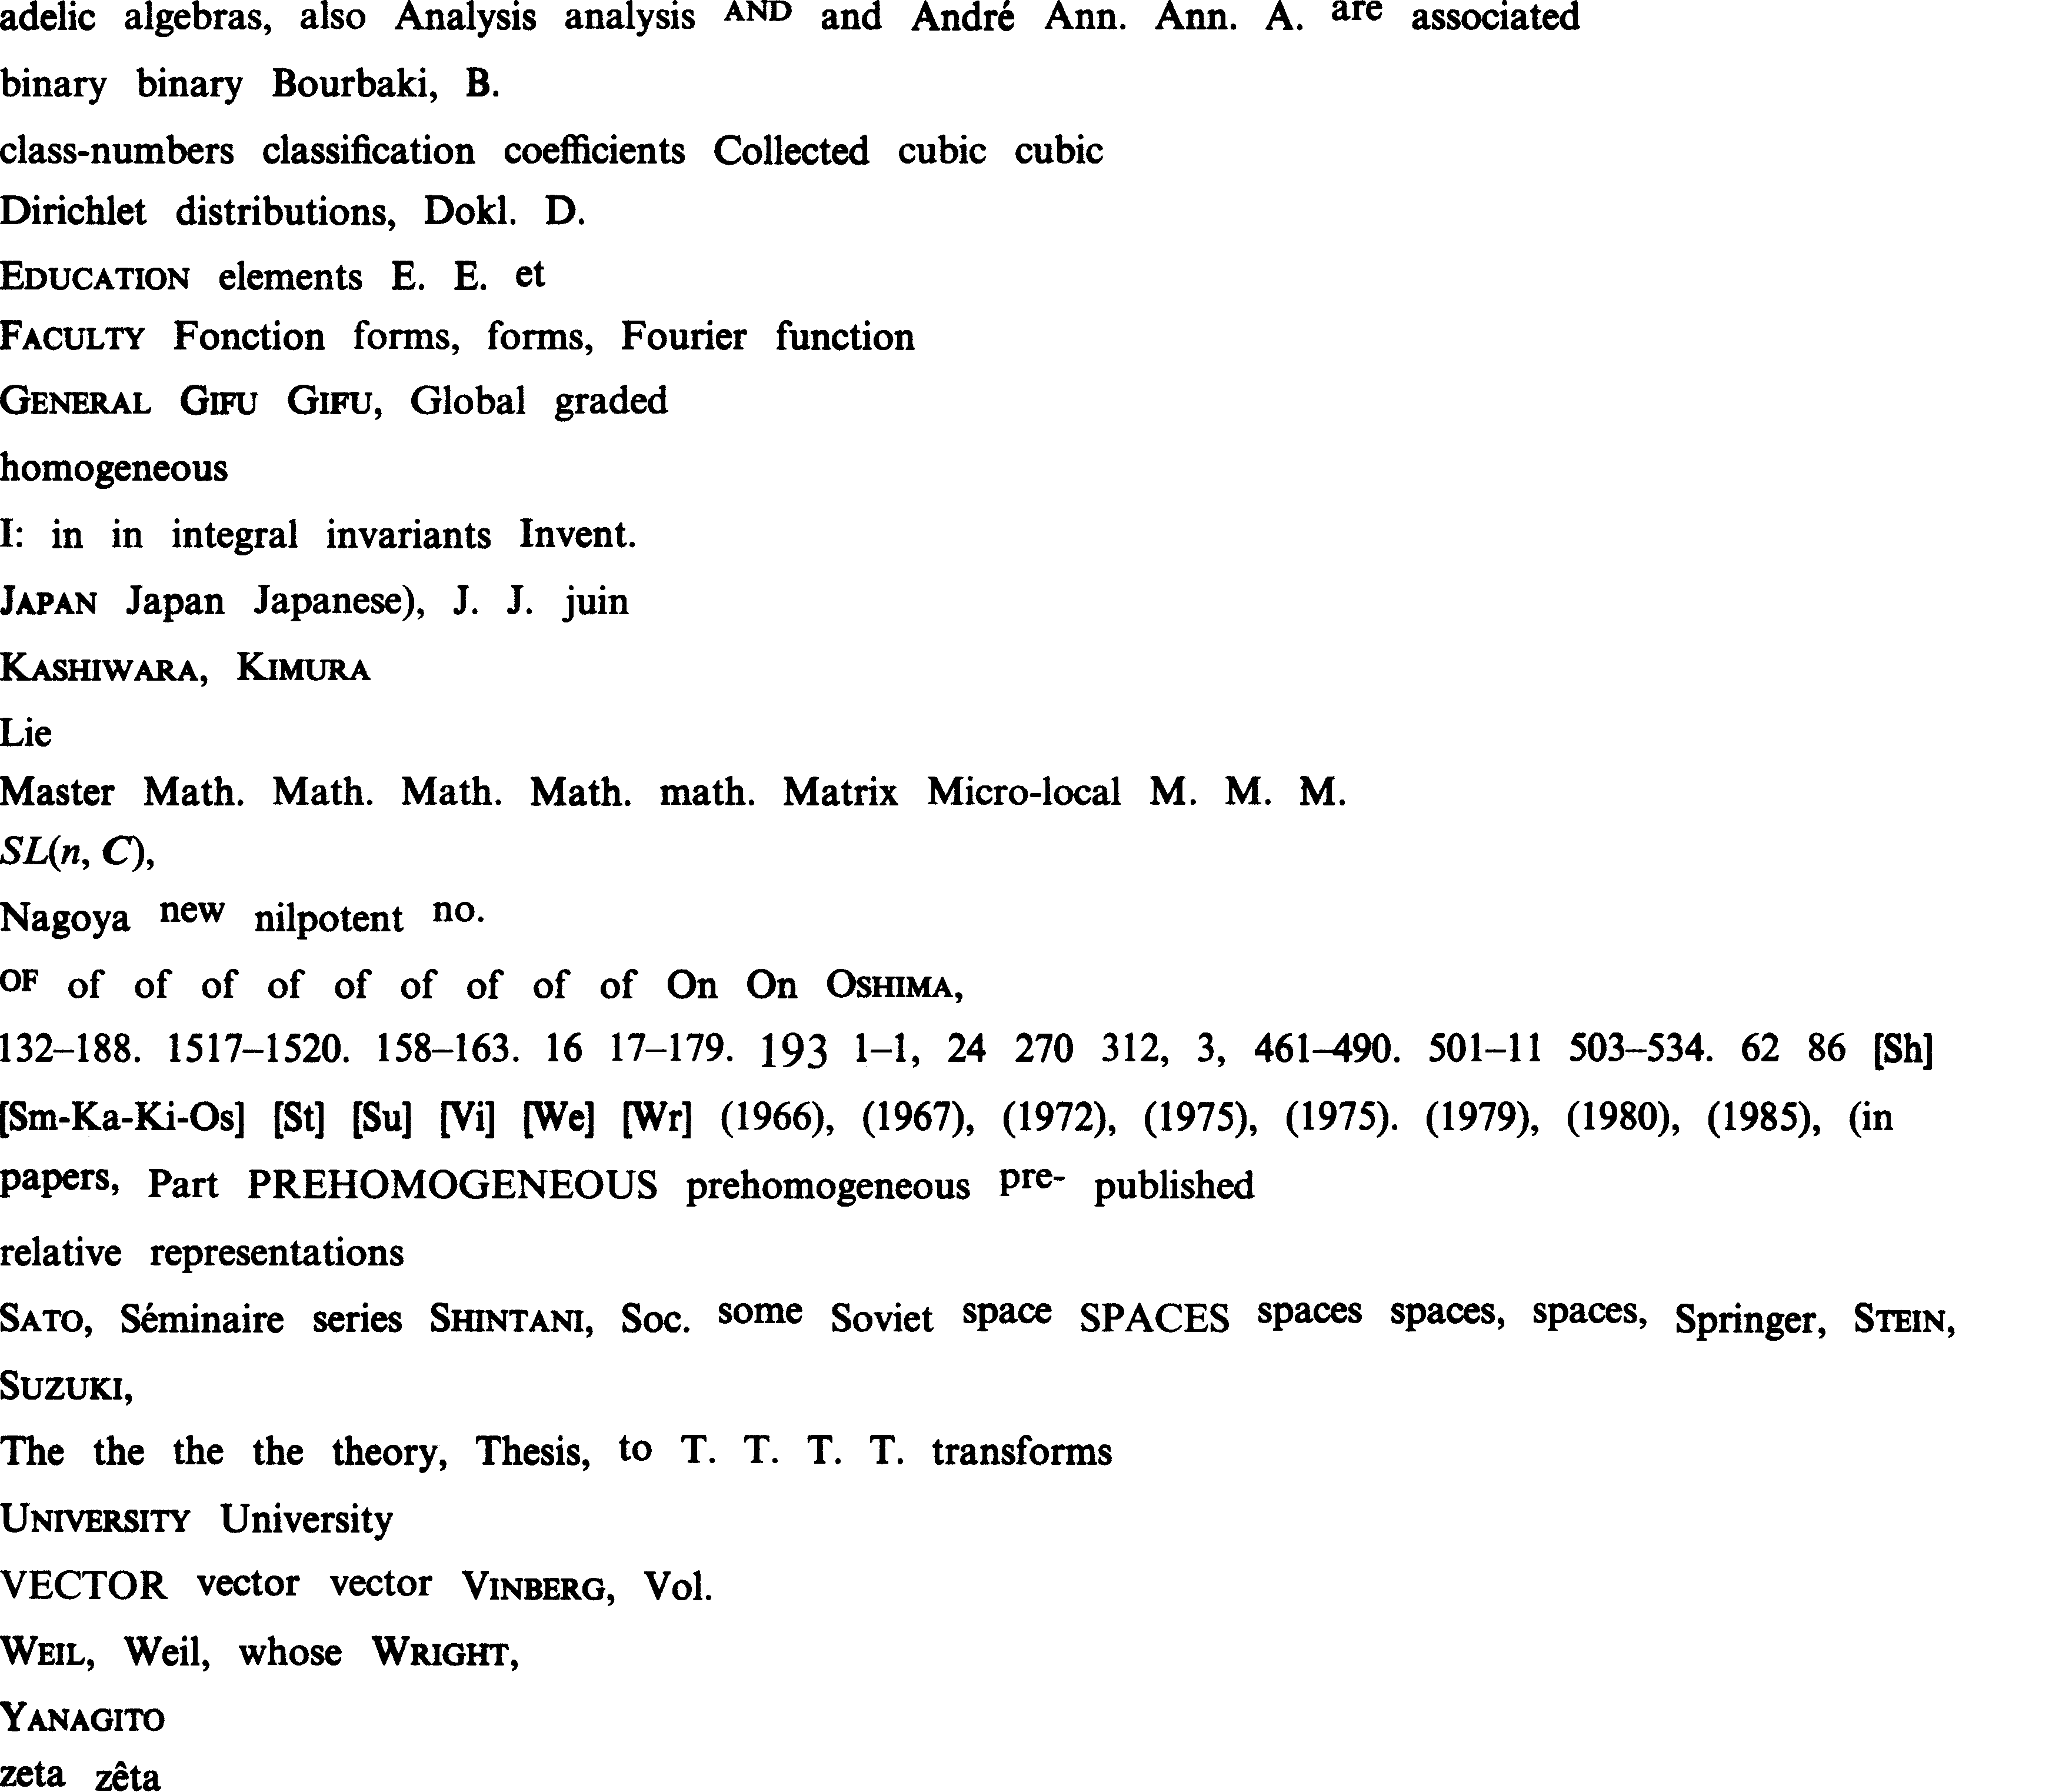 adelic algebras, also Analysis analysis AND and André Ann. Ann. A. are associated
binary binary Bourbaki, B.
class-numbers classification coefficients Collected cubic cubic
Dirichlet distributions, Dokl. D.
EDUCATION elements E. E. et
FACULTY Fonction forms, forms, Fourier function
GENERAL GIFU GIFU, Global graded
homogeneous
I: in in integral invariants Invent.
JAPAN Japan Japanese), J. J. juin
KASHIWARA, KIMURA
Lie
Master Math. Math. Math. Math. math. Matrix Micro-local M. M. M.
SL(n, C),
Nagoya new nilpotent no.
OF of of of of of of of of of On On OSHIMA,
132–188. 1517–1520. 158–163. 16 17–179. 193 1–1, 24 270 312, 3, 461–490. 501–11 503–534. 62 86 [Sh]
[Sm-Ka-Ki-Os] [St] [Su] [Vi] [We] [Wr] (1966), (1967), (1972), (1975), (1975). (1979), (1980), (1985), (in
papers, Part PREHOMOGENEOUS prehomogeneous pre- published
relative representations
SATO, Séminaire series SHINTANI, Soc. some Soviet space SPACES spaces spaces, spaces, Springer, STEIN,
SUZUKI,
The the the the theory, Thesis, to T. T. T. T. transforms
UNIVERSITY University
VECTOR vector vector VINBERG, Vol.
WEIL, Weil, whose WRIGHT,
YANAGITO
zeta zêta